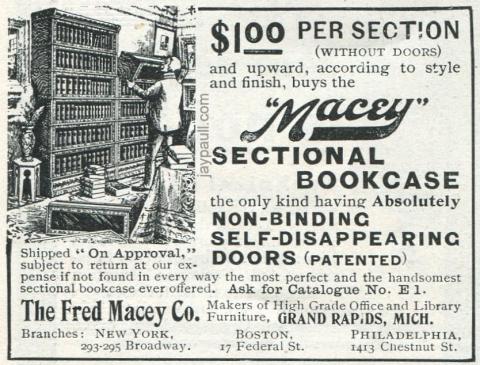 $1.00 PER SECTION
(WITHOUT DOORS)
and upward, according to style
and finish, buys the
"Macey"
SECTIONAL
BOOKCASE
the only kind having Absolutely
NON-BINDING
SELF-DISAPPEARING
DOORS (PATENTED)
Shipped "On Approval,"
subject to return at our ex-
pense if not found in every way the most perfect and the handsomest
sectional bookcase ever offered. Ask for Catalogue No. E 1.
The Fred Macey Co. Makers of High Grade Office and Library
Furniture, GRAND RAPIDS, MICH.
Branches: NEW YORK, BOSTON, PHILADELPHIA,
293-295 Broadway. 17 Federal St. 1413 Chestnut St.
jaypaull.com